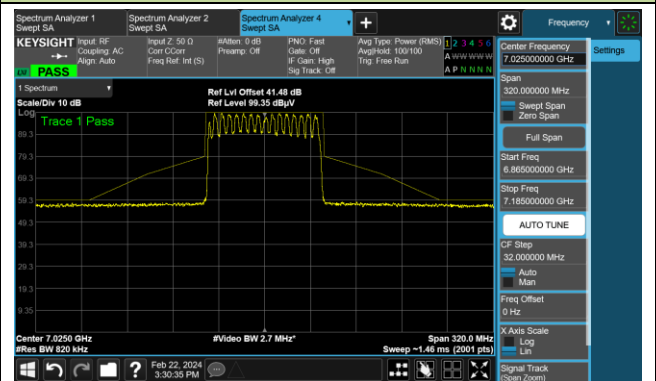 Spectrum Analyzer 1
Swept SA
Spectrum Analyzer 2
Swept SA
Spectrum Analyzer 4
Swept SA
Frequency
KEYSIGHT
Input: RF
Coupling: AC
Align: Auto
Input Z: 50 Ω
Corr CCorr
Freq Ref: Int (S)
#Atten: 0 dB
Preamp: Off
PNO: Fast
Gate: Off
IF Gain: High
Sig Track: Off
Avg Type: Power (RMS)
Avg|Hold: 100/100
Trig: Free Run
1 2 3 4 5 6
A W W W W W
A P N N N N
PASS
1 Spectrum
Scale/Div 10 dB
Ref Lvl Offset 41.48 dB
Ref Level 99.35 dBµV
Log
Trace 1 Pass
89.3
79.3
69.3
59.3
49.3
39.3
29.3
19.3
9.35
Center 7.0250 GHz
#Res BW 820 kHz
#Video BW 2.7 MHz*
Span 320.0 MHz
Sweep ~1.46 ms (2001 pts)
Feb 22, 2024
3:30:35 PM
Center Frequency
7.025000000 GHz
Settings
Span
320.000000 MHz
Swept Span
Zero Span
Full Span
Start Freq
6.865000000 GHz
Stop Freq
7.185000000 GHz
AUTO TUNE
CF Step
32.000000 MHz
Auto
Man
Freq Offset
0 Hz
X Axis Scale
Log
Lin
Signal Track
(Span Zoom)